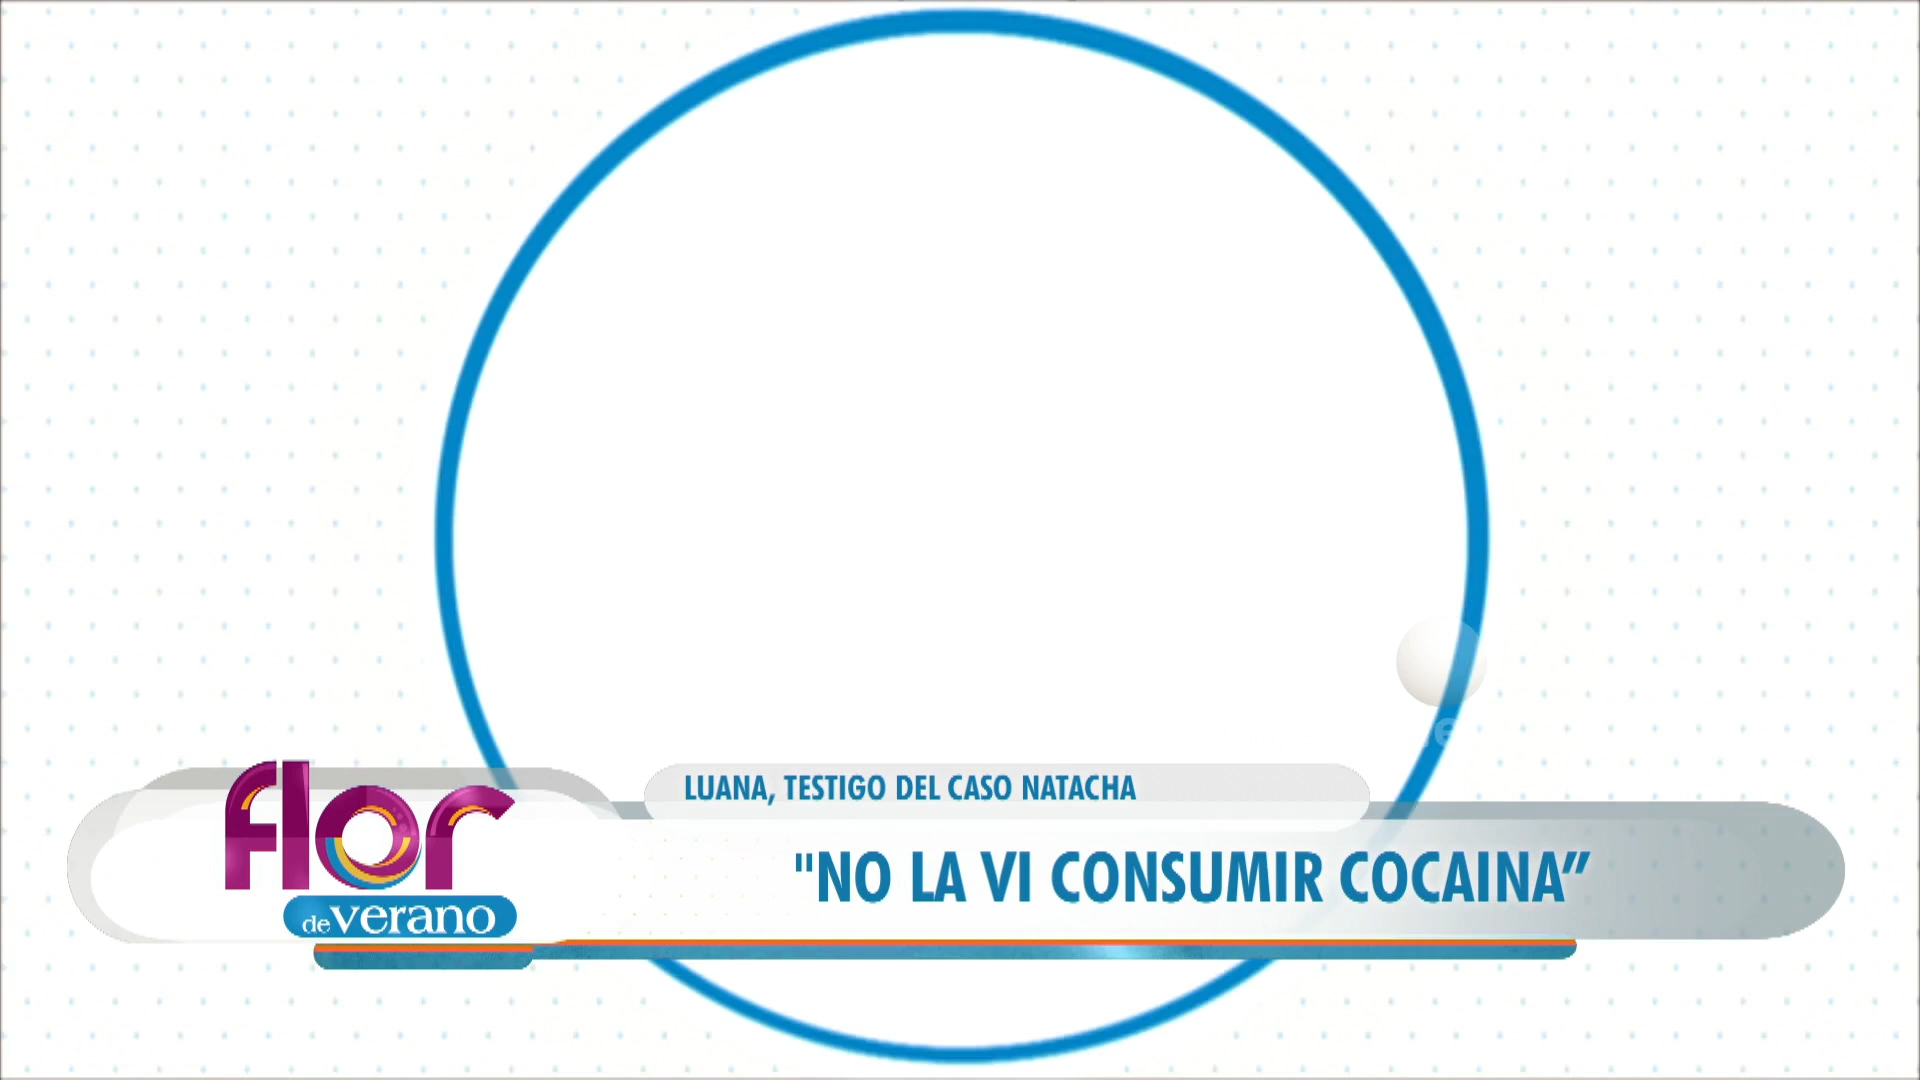 LUANA, TESTIGO DEL CASO NATACHA
"NO LA VI CONSUMIR COCAINA”
flor
de verano